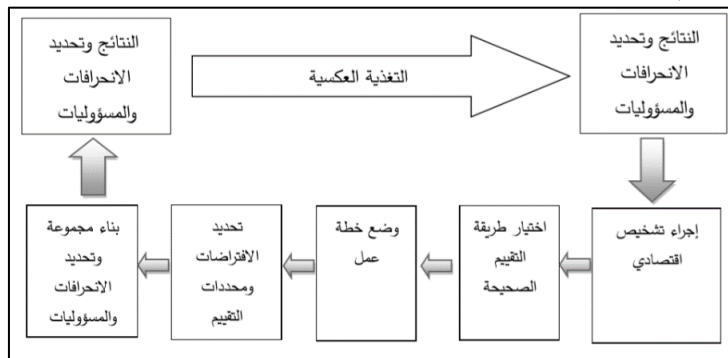 النتائج وتحديد
الانحرافات
والمسؤوليات
التغذية العكسية
النتائج وتحديد
الانحرافات
والمسؤوليات
إجراء تشخيص
اقتصادي
اختيار طريقة
التقييم
الصحيحة
وضع خطة
عمل
تحديد
الافتراضات
ومحددات
التقييم
بناء مجموعة
وتحديد
الانحرافات
والمسؤوليات